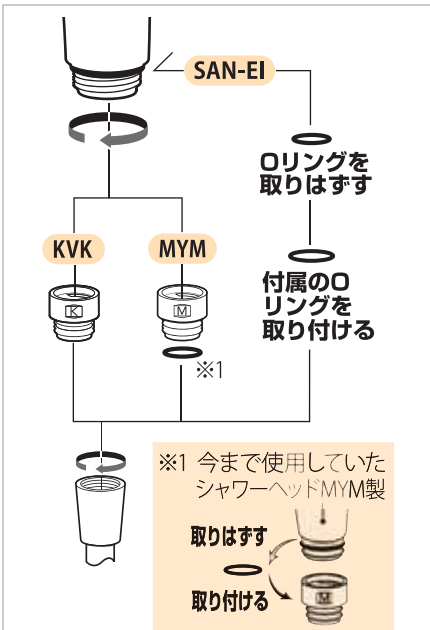 SAN-EI
Oリングを
取りはずす
KVK
MYM
付属のO
リングを
取り付ける
K
M
※1
※1 今まで使用していた
シャワーヘッドMYM製
取りはずす
M
取り付ける